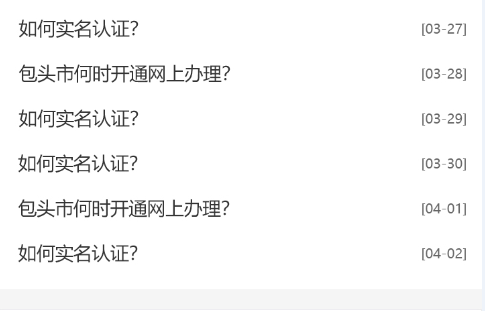 如何实名认证? [03-27]
包头市何时开通网上办理? [03-28]
如何实名认证? [03-29]
如何实名认证? [03-30]
包头市何时开通网上办理? [04-01]
如何实名认证? [04-02]